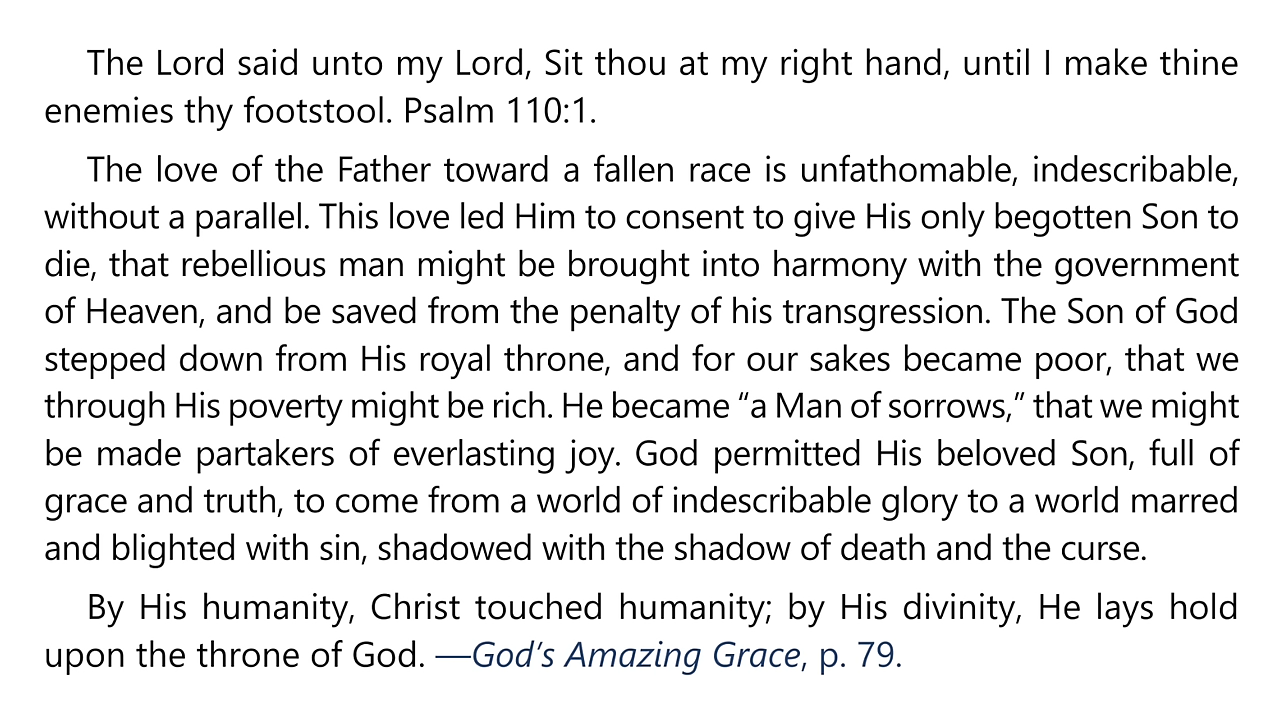 The Lord said unto my Lord, Sit thou at my right hand, until I make thine
enemies thy footstool. Psalm 110:1.
The love of the Father toward a fallen race is unfathomable, indescribable,
without a parallel. This love led Him to consent to give His only begotten Son to
die, that rebellious man might be brought into harmony with the government
of Heaven, and be saved from the penalty of his transgression. The Son of God
stepped down from His royal throne, and for our sakes became poor, that we
through His poverty might be rich. He became “a Man of sorrows,” that we might
be made partakers of everlasting joy. God permitted His beloved Son, full of
grace and truth, to come from a world of indescribable glory to a world marred
and blighted with sin, shadowed with the shadow of death and the curse.
By His humanity, Christ touched humanity; by His divinity, He lays hold
upon the throne of God. —God’s Amazing Grace, p. 79.